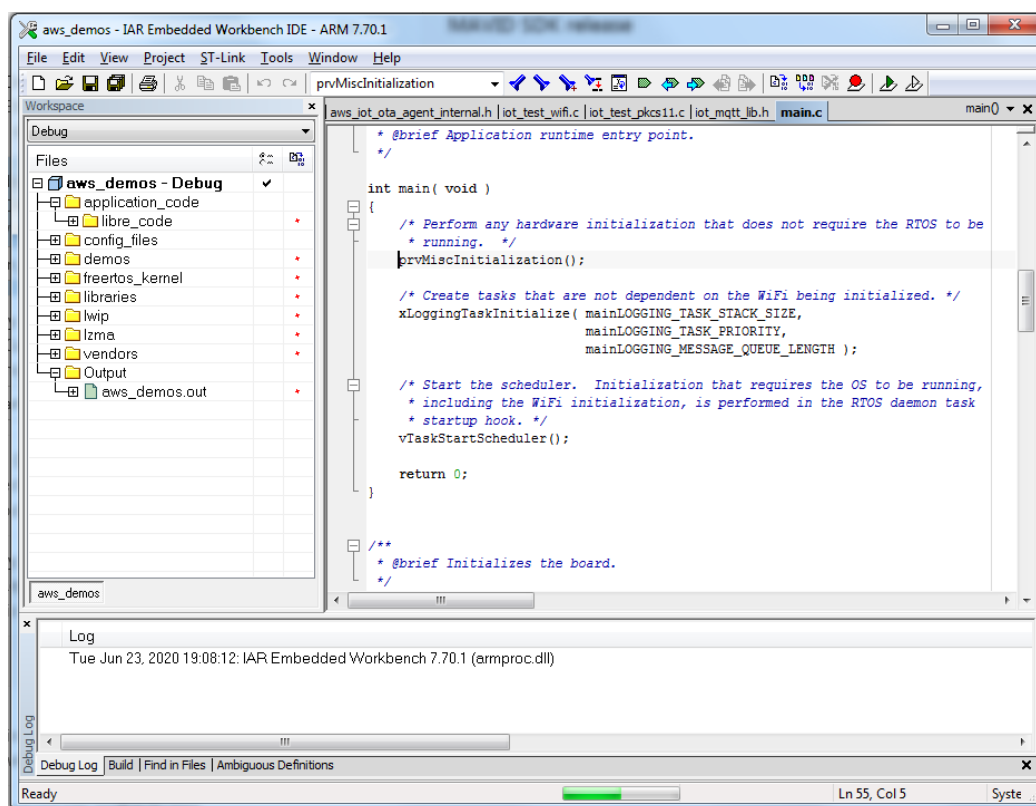 MAVID SDK release
aws_demos - IAR Embedded Workbench IDE - ARM 7.70.1
File Edit View Project ST-Link Tools Window Help
prvMiscInitialization
Workspace
Debug
Files
aws_demos - Debug
application_code
libre_code
config_files
demos
freertos_kernel
libraries
lwip
lzma
vendors
Output
aws_demos.out
aws_demos
aws_iot_ota_agent_internal.h | iot_test_wifi.c | iot_test_pkcs11.c | iot_mqtt_lib.h main.c main()
* @brief Application runtime entry point.
*/
int main( void )
{
/* Perform any hardware initialization that does not require the RTOS to be
* running. */
prvMiscInitialization();
/* Create tasks that are not dependent on the WiFi being initialized. */
xLoggingTaskInitialize( mainLOGGING_TASK_STACK_SIZE,
mainLOGGING_TASK_PRIORITY,
mainLOGGING_MESSAGE_QUEUE_LENGTH );
/* Start the scheduler. Initialization that requires the OS to be running,
* including the WiFi initialization, is performed in the RTOS daemon task
* startup hook. */
vTaskStartScheduler();
return 0;
}
/**
* @brief Initializes the board.
*/
Log
Tue Jun 23, 2020 19:08:12: IAR Embedded Workbench 7.70.1 (armproc.dll)
Debug Log
Debug Log Build | Find in Files | Ambiguous Definitions
Ready Ln 55, Col 5 Syste